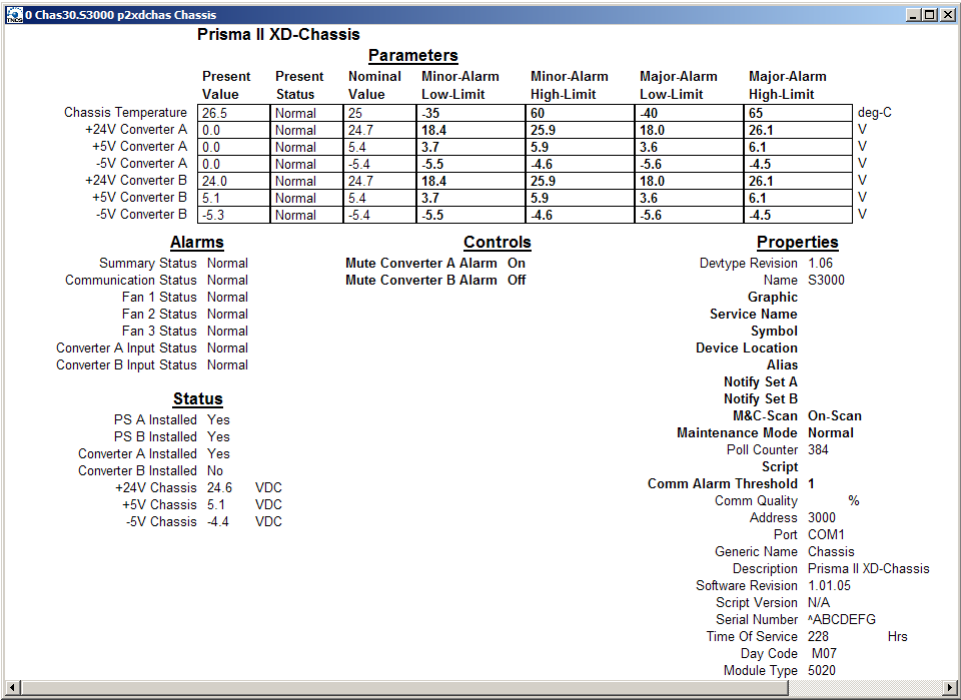 0 Chas30.S3000 p2xdchas Chassis
Prisma II XD-Chassis
Parameters
Present Value Present Status Nominal Value Minor-Alarm Low-Limit Minor-Alarm High-Limit Major-Alarm Low-Limit Major-Alarm High-Limit
Chassis Temperature 26.5 Normal 25 -35 60 -40 65 deg-C
+24V Converter A 0.0 Normal 24.7 18.4 25.9 18.0 26.1 V
+5V Converter A 0.0 Normal 5.4 3.7 5.9 3.6 6.1 V
-5V Converter A 0.0 Normal -5.4 -5.5 -4.6 -5.6 -4.5 V
+24V Converter B 24.0 Normal 24.7 18.4 25.9 18.0 26.1 V
+5V Converter B 5.1 Normal 5.4 3.7 5.9 3.6 6.1 V
-5V Converter B -5.3 Normal -5.4 -5.5 -4.6 -5.6 -4.5 V
Alarms
Summary Status Normal
Communication Status Normal
Fan 1 Status Normal
Fan 2 Status Normal
Fan 3 Status Normal
Converter A Input Status Normal
Converter B Input Status Normal
Status
PS A Installed Yes
PS B Installed Yes
Converter A Installed Yes
Converter B Installed No
+24V Chassis 24.6 VDC
+5V Chassis 5.1 VDC
-5V Chassis -4.4 VDC
Controls
Mute Converter A Alarm On
Mute Converter B Alarm Off
Properties
Devtype Revision 1.06
Name S3000
Graphic
Service Name
Symbol
Device Location
Alias
Notify Set A
Notify Set B
M&C-Scan On-Scan
Maintenance Mode Normal
Poll Counter 384
Script
Comm Alarm Threshold 1
Comm Quality %
Address 3000
Port COM1
Generic Name Chassis
Description Prisma II XD-Chassis
Software Revision 1.01.05
Script Version N/A
Serial Number ^ABCDEFG
Time Of Service 228 Hrs
Day Code M07
Module Type 5020